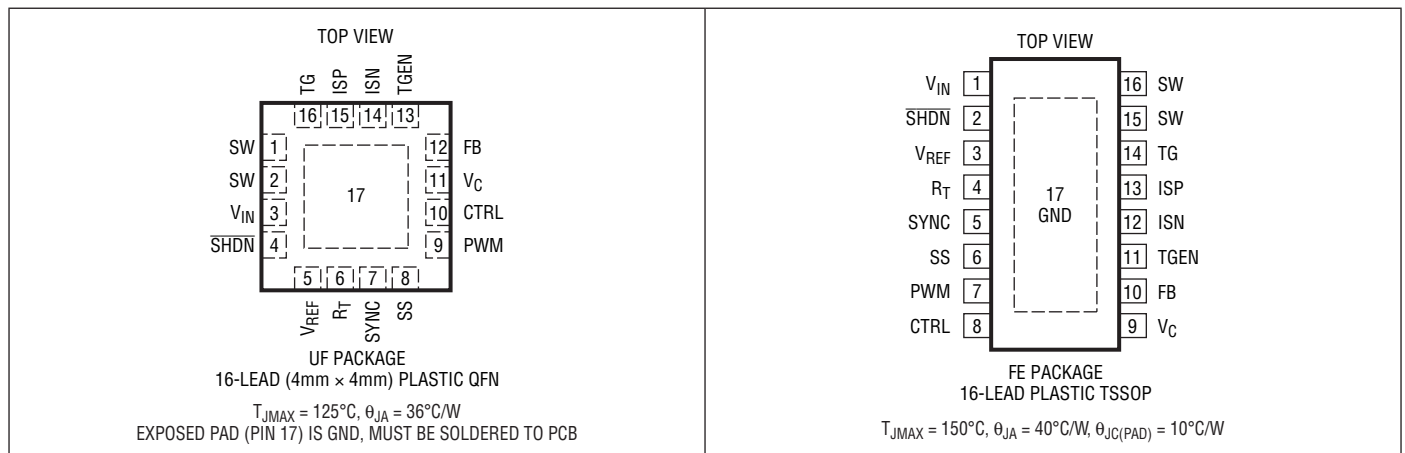 TOP VIEW
TG
ISP
ISN
TGEN
16
15
14
13
SW 1
SW 2
VIN 3
SHDN 4
17
12 FB
11 VC
10 CTRL
9 PWM
5
6
7
8
VREF
RT
SYNC
SS
UF PACKAGE
16-LEAD (4mm × 4mm) PLASTIC QFN
TJMAX = 125°C, θJA = 36°C/W
EXPOSED PAD (PIN 17) IS GND, MUST BE SOLDERED TO PCB
TOP VIEW
VIN 1
SHDN 2
VREF 3
RT 4
SYNC 5
SS 6
PWM 7
CTRL 8
17
GND
16 SW
15 SW
14 TG
13 ISP
12 ISN
11 TGEN
10 FB
9 VC
FE PACKAGE
16-LEAD PLASTIC TSSOP
TJMAX = 150°C, θJA = 40°C/W, θJC(PAD) = 10°C/W